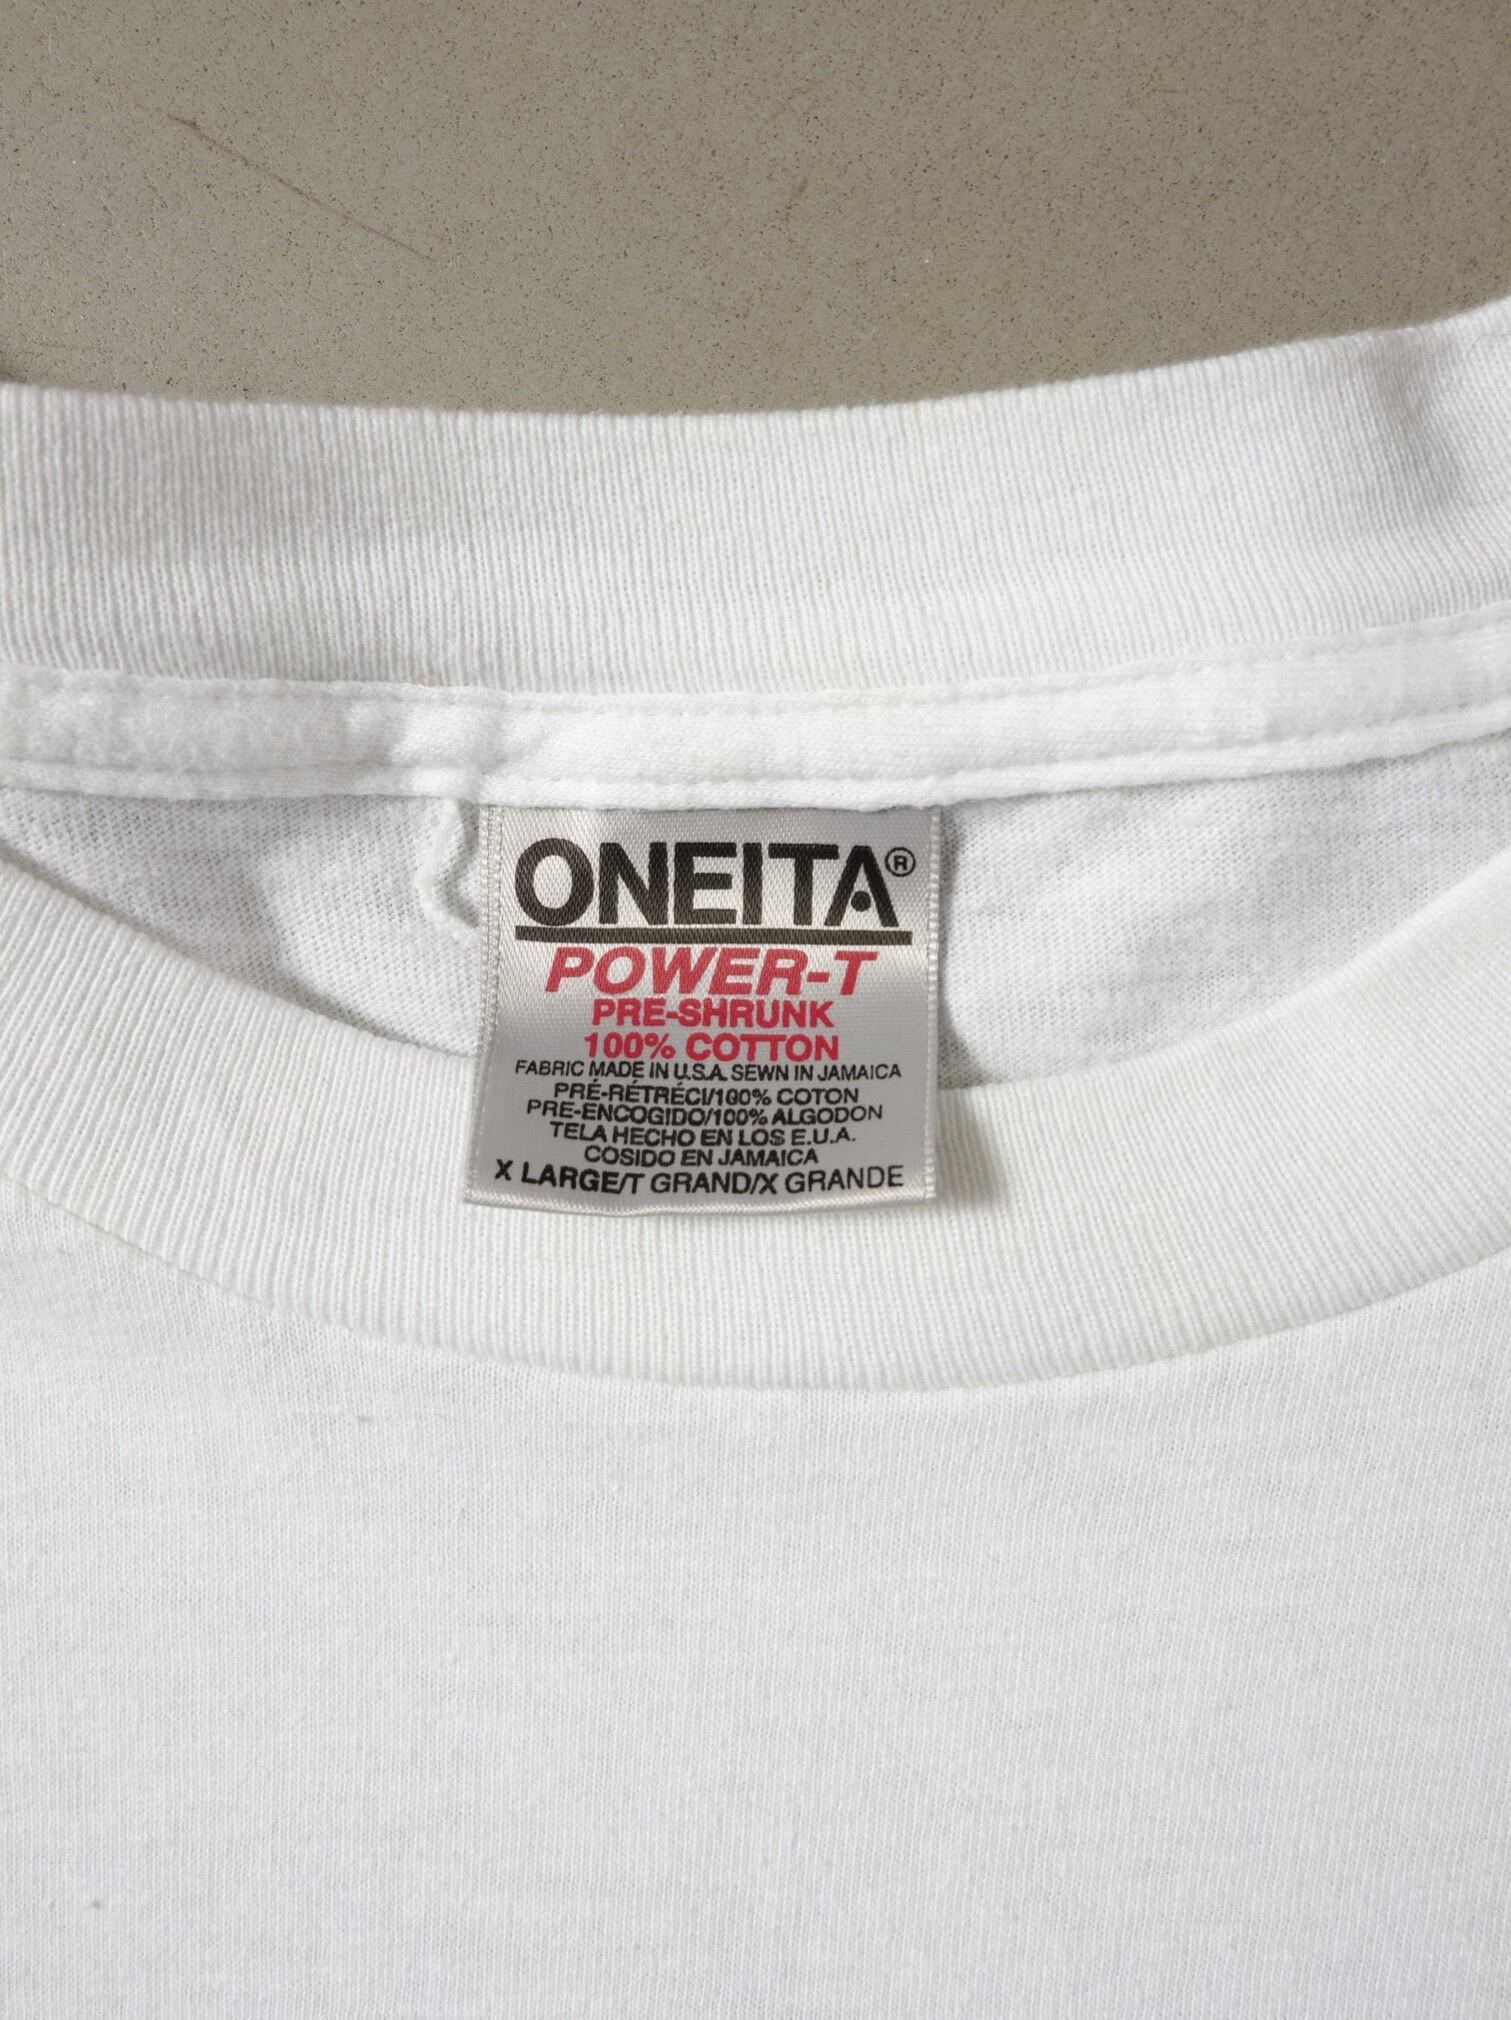 ONEITA®
POWER-T
PRE-SHRUNK
100% COTTON
FABRIC MADE IN U.S.A. SEWN IN JAMAICA
PRÉ-RÉTRÉCI/100% COTON
PRE-ENCOGIDO/100% ALGODON
TELA HECHO EN LOS E.U.A.
COSIDO EN JAMAICA
X LARGE/T GRAND/X GRANDE